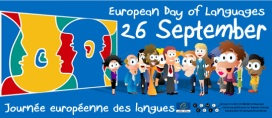 European Day of Languages
26 September
Journée européenne des langues